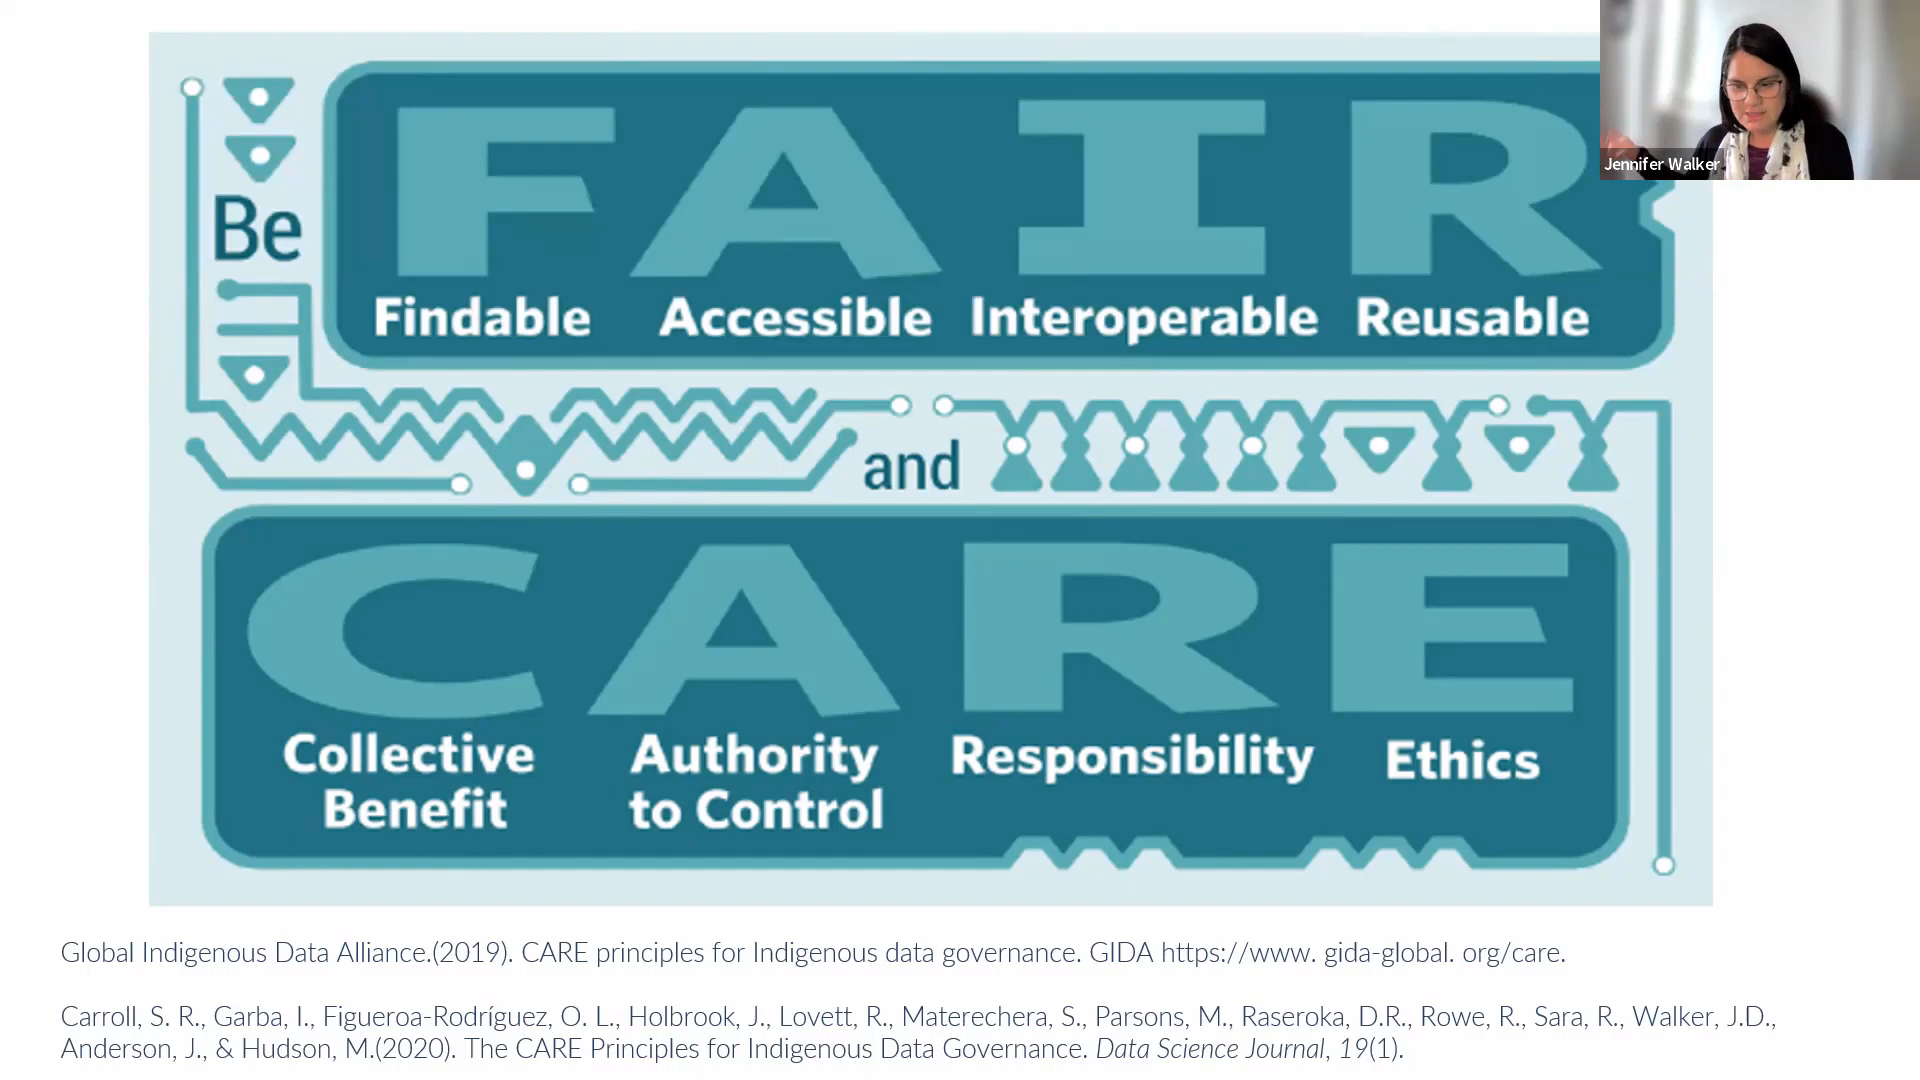 Be
FAIR
Findable Accessible Interoperable Reusable
and
CARE
Collective Benefit
Authority to Control
Responsibility
Ethics
Jennifer Walker
Global Indigenous Data Alliance.(2019). CARE principles for Indigenous data governance. GIDA https://www. gida-global. org/care.
Carroll, S. R., Garba, I., Figueroa-Rodríguez, O. L., Holbrook, J., Lovett, R., Materechera, S., Parsons, M., Raseroka, D.R., Rowe, R., Sara, R., Walker, J.D.,
Anderson, J., & Hudson, M.(2020). The CARE Principles for Indigenous Data Governance. Data Science Journal, 19(1).